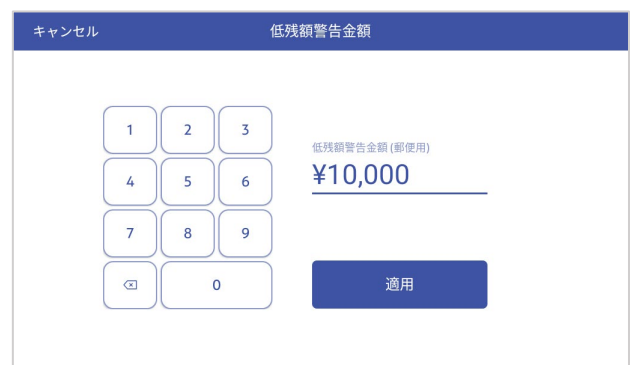 キャンセル
低残額警告金額
1 2 3
低残額警告金額 (郵便用)
¥10,000
4 5 6
7 8 9
0
適用